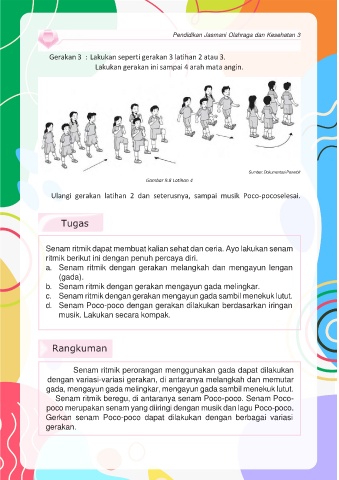 Pendidkan Jasmani Olahraga dan Kesehatan 3
Gerakan 3 : Lakukan seperti gerakan 3 latihan 2 atau 3.
Lakukan gerakan ini sampai 4 arah mata angin.
Sumber: Dokumentasi Penerbit
Gambar 9.8 Latihan 4
Ulangi gerakan latihan 2 dan seterusnya, sampai musik Poco-pocoselesai.
Tugas
Senam ritmik dapat membuat kalian sehat dan ceria. Ayo lakukan senam
ritmik berikut ini dengan penuh percaya diri.
a. Senam ritmik dengan gerakan melangkah dan mengayun lengan
(gada).
b. Senam ritmik dengan gerakan mengayun gada melingkar.
c. Senam ritmik dengan gerakan mengayun gada sambil menekuk lutut.
d. Senam Poco-poco dengan gerakan dilakukan berdasarkan iringan
musik. Lakukan secara kompak.
Rangkuman
Senam ritmik perorangan menggunakan gada dapat dilakukan
dengan variasi-variasi gerakan, di antaranya melangkah dan memutar
gada, mengayun gada melingkar, mengayun gada sambil menekuk lutut.
Senam ritmik beregu, di antaranya senam Poco-poco. Senam Poco-
poco merupakan senam yang diiringi dengan musik dan lagu Poco-poco.
Gerkan senam Poco-poco dapat dilakukan dengan berbagai variasi
gerakan.